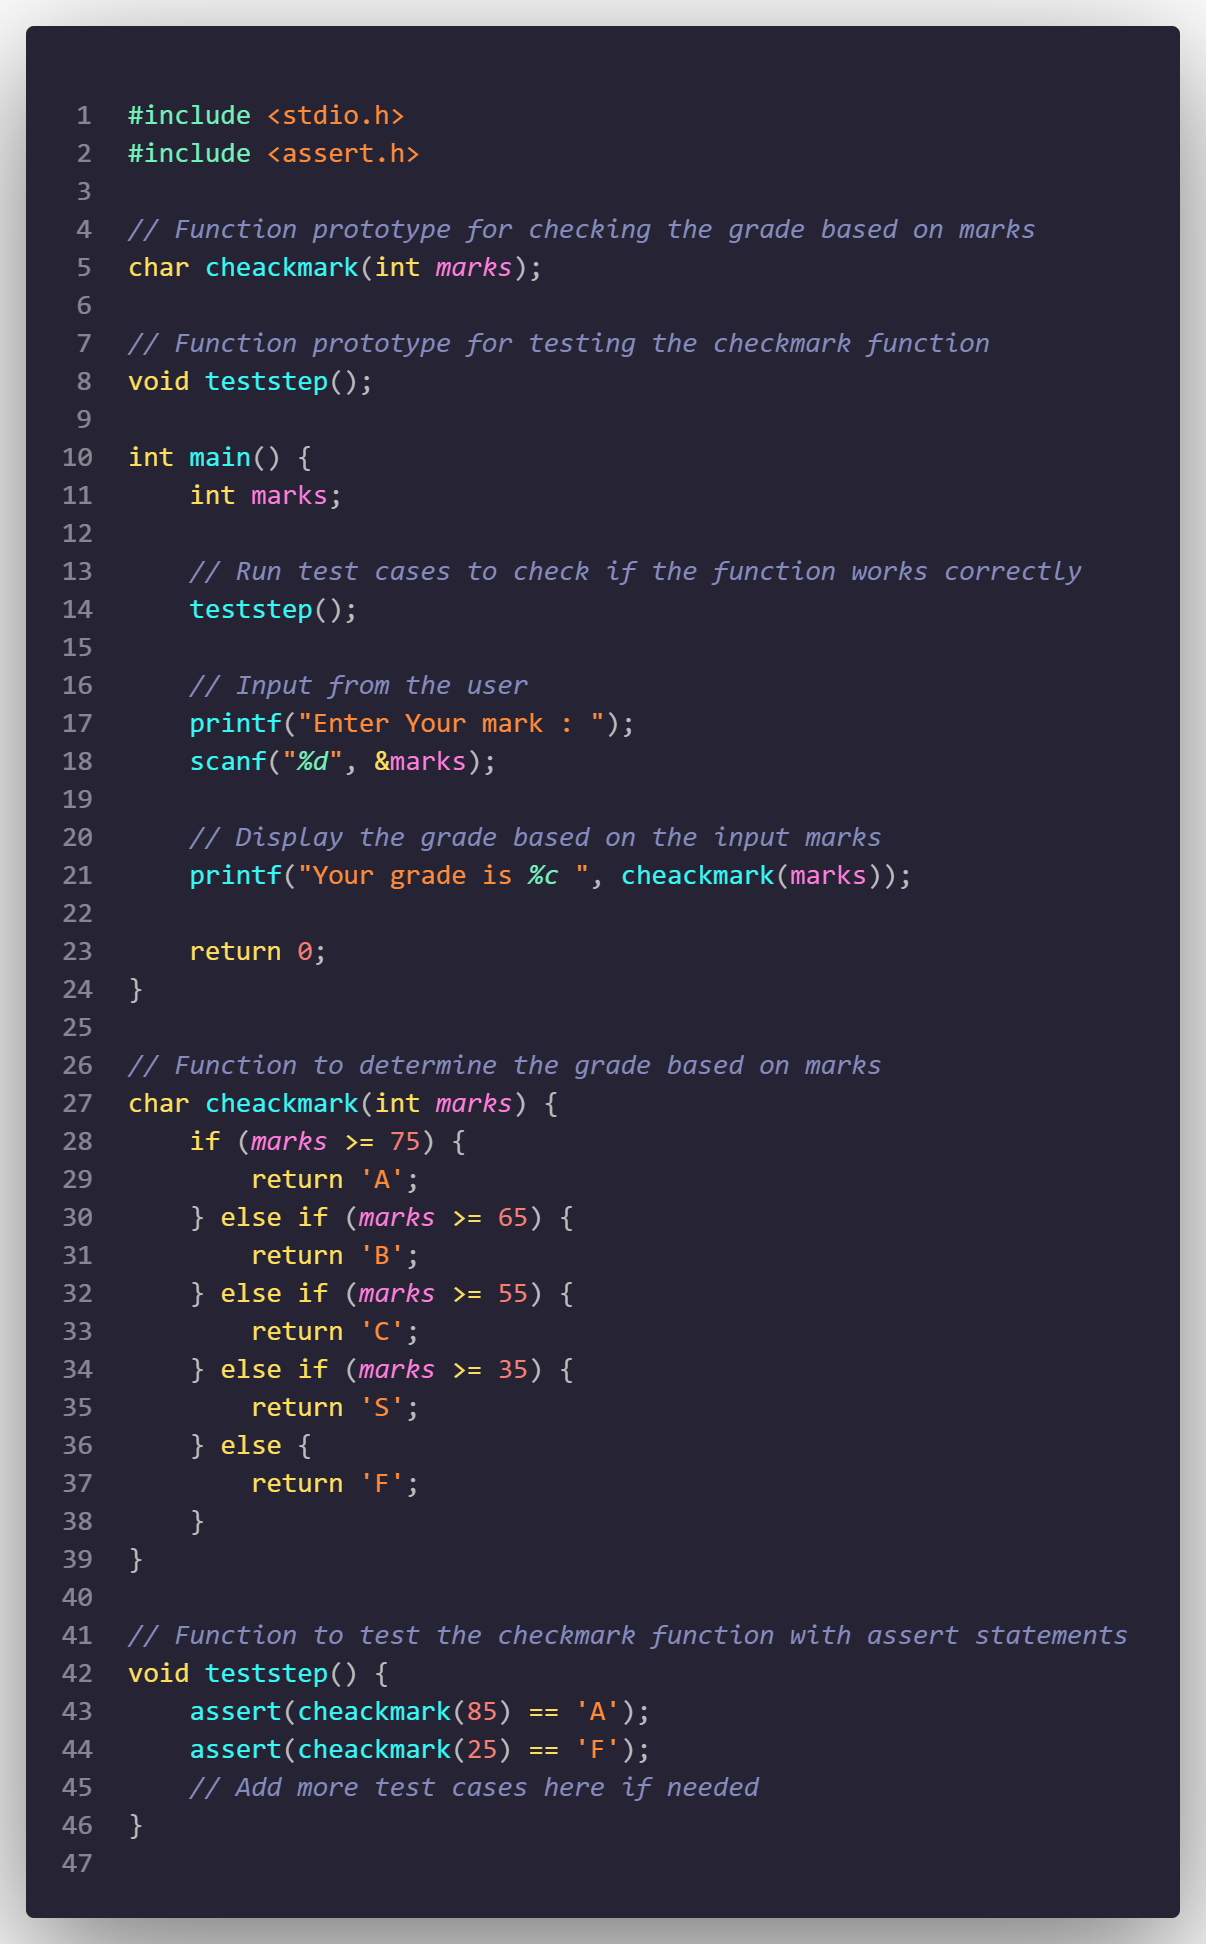 1 #include <stdio.h>
2 #include <assert.h>
3
4 // Function prototype for checking the grade based on marks
5 char cheackmark(int marks);
6
7 // Function prototype for testing the checkmark function
8 void teststep();
9
10 int main() {
11     int marks;
12
13     // Run test cases to check if the function works correctly
14     teststep();
15
16     // Input from the user
17     printf("Enter Your mark : ");
18     scanf("%d", &marks);
19
20     // Display the grade based on the input marks
21     printf("Your grade is %c ", cheackmark(marks));
22
23     return 0;
24 }
25
26 // Function to determine the grade based on marks
27 char cheackmark(int marks) {
28     if (marks >= 75) {
29         return 'A';
30     } else if (marks >= 65) {
31         return 'B';
32     } else if (marks >= 55) {
33         return 'C';
34     } else if (marks >= 35) {
35         return 'S';
36     } else {
37         return 'F';
38     }
39 }
40
41 // Function to test the checkmark function with assert statements
42 void teststep() {
43     assert(cheackmark(85) == 'A');
44     assert(cheackmark(25) == 'F');
45     // Add more test cases here if needed
46 }
47